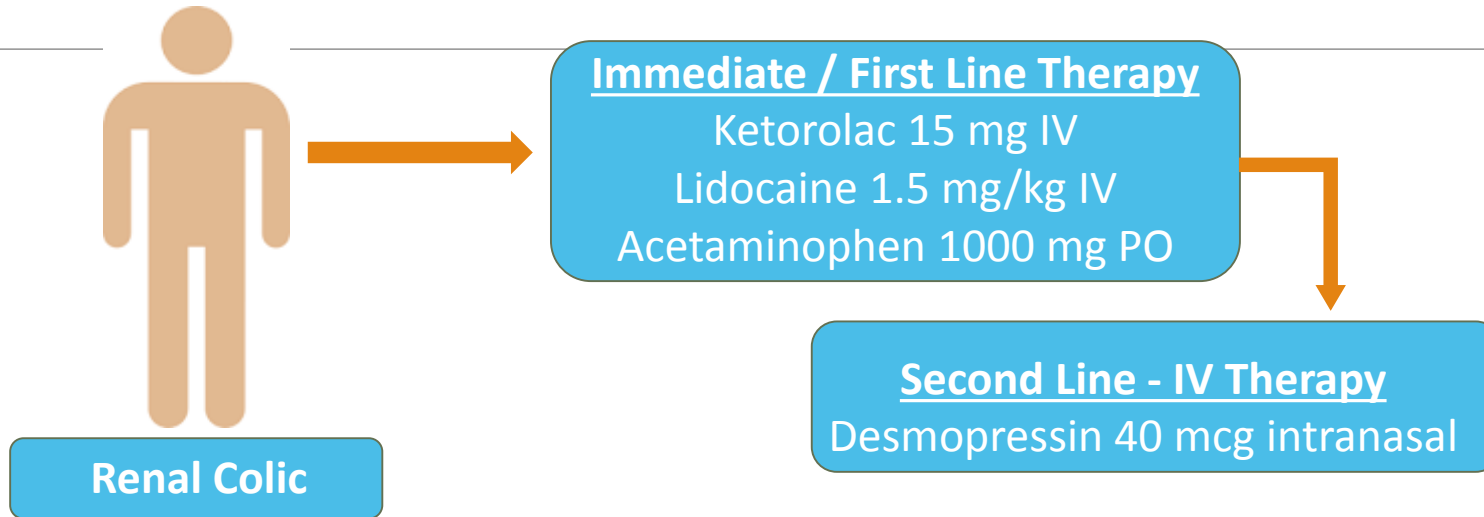 Immediate / First Line Therapy
Ketorolac 15 mg IV
Lidocaine 1.5 mg/kg IV
Acetaminophen 1000 mg PO
Second Line - IV Therapy
Desmopressin 40 mcg intranasal
Renal Colic